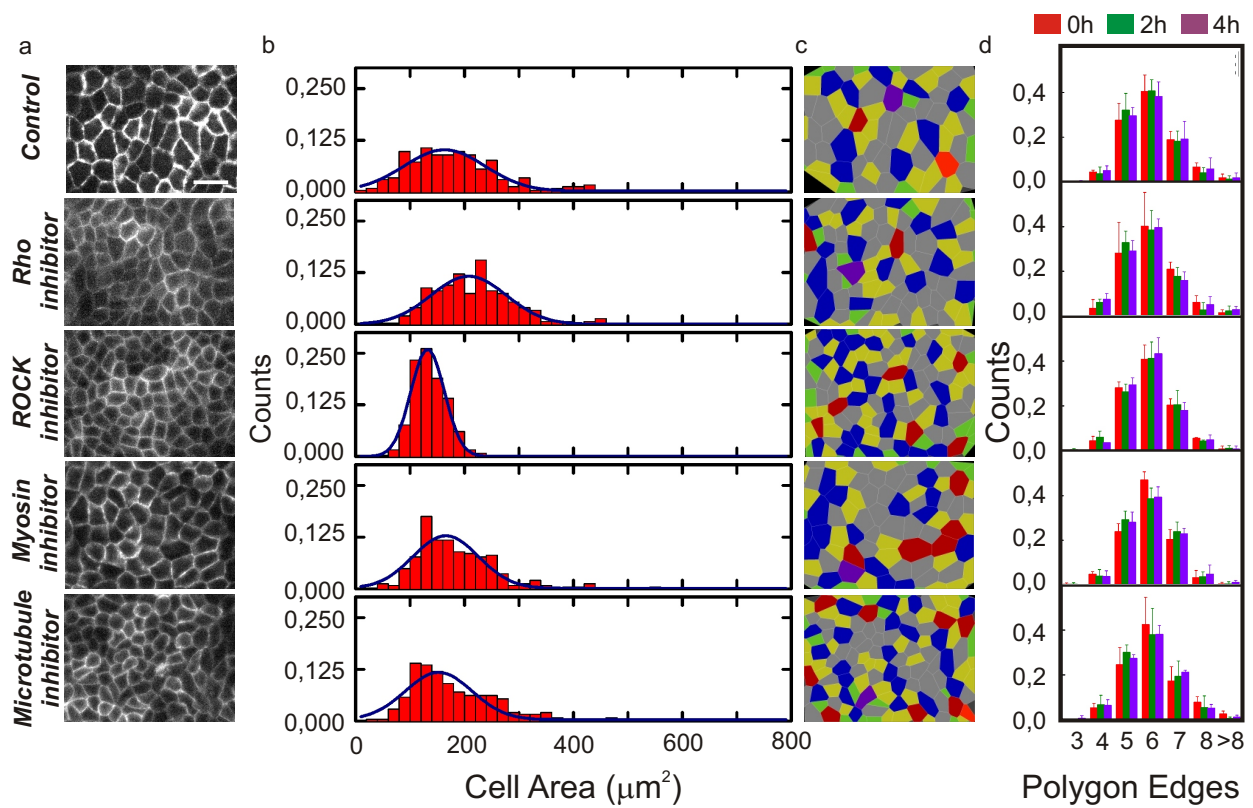 0h 2h 4h
a b c d
Control
Rho inhibitor
ROCK inhibitor
Myosin inhibitor
Microtubule inhibitor
0,250
0,125
0,000
0,250
0,125
0,000
0,250
0,125
0,000
0,250
0,125
0,000
0,250
0,125
0,000
Counts
0 200 400 600 800
Cell Area (μm²)
0,4
0,2
0,0
0,4
0,2
0,0
0,4
0,2
0,0
0,4
0,2
0,0
0,4
0,2
0,0
Counts
3 4 5 6 7 8 >8
Polygon Edges